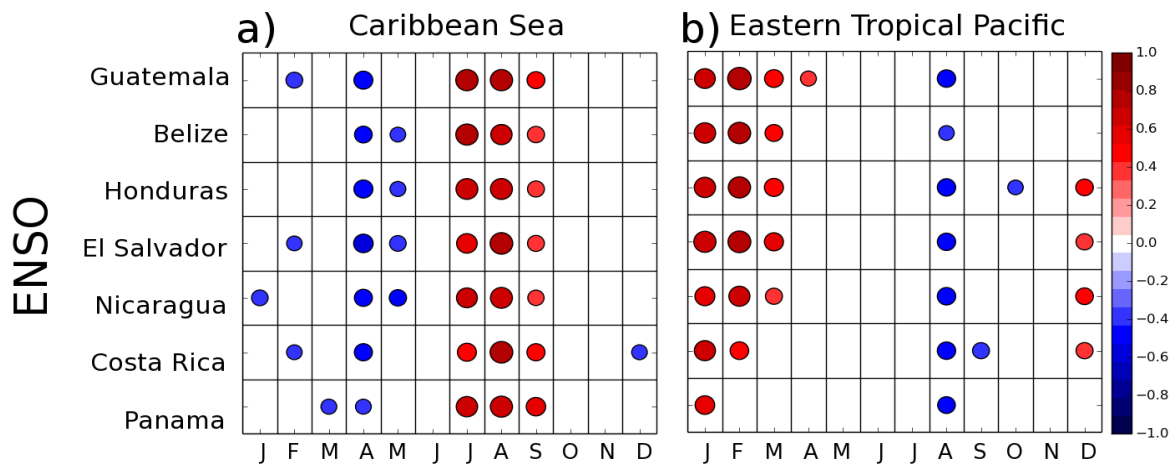 a) Caribbean Sea
b) Eastern Tropical Pacific
ENSO
Guatemala
Belize
Honduras
El Salvador
Nicaragua
Costa Rica
Panama
J F M A M J J A S O N D
J F M A M J J A S O N D
1.0
0.8
0.6
0.4
0.2
0.0
−0.2
−0.4
−0.6
−0.8
−1.0